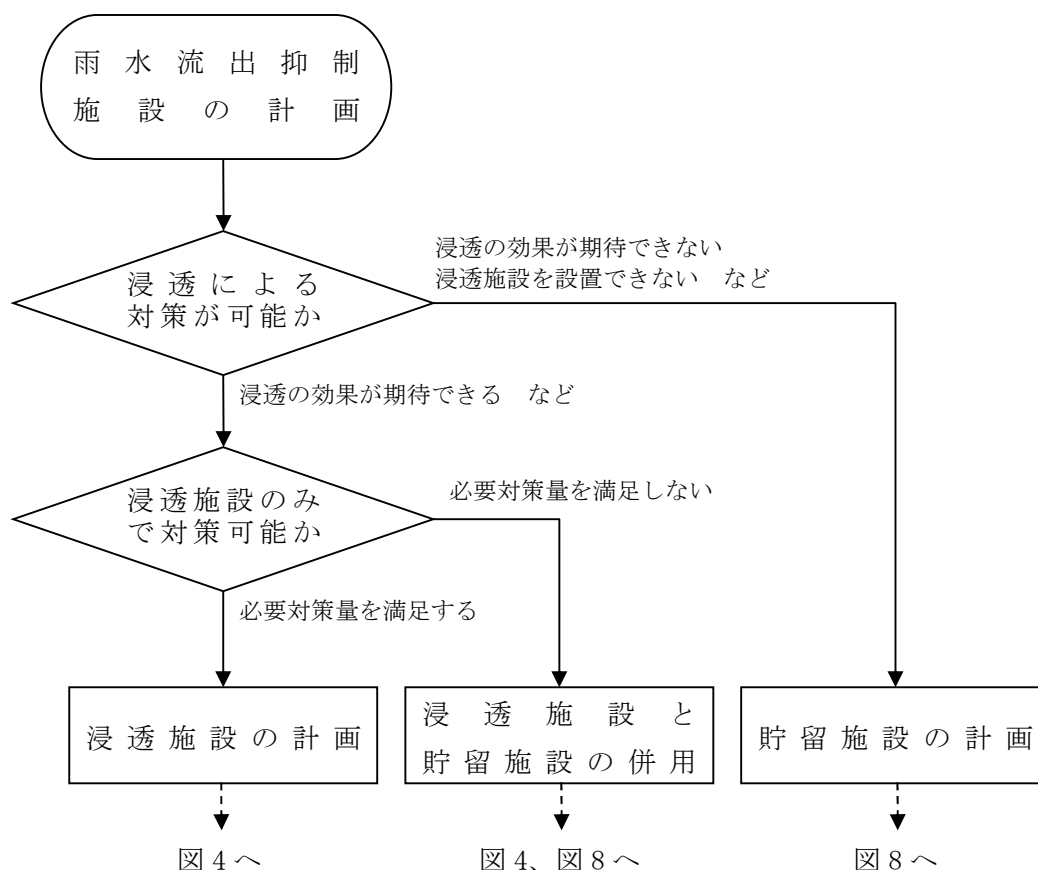 雨水流出抑制
施設の計画
浸透の効果が期待できない
浸透施設を設置できない　など
浸透による
対策が可能か
浸透の効果が期待できる　など
必要対策量を満足しない
浸透施設のみ
で対策可能か
必要対策量を満足する
浸透施設の計画
浸透施設と
貯留施設の併用
貯留施設の計画
図4へ
図4、図8へ
図8へ